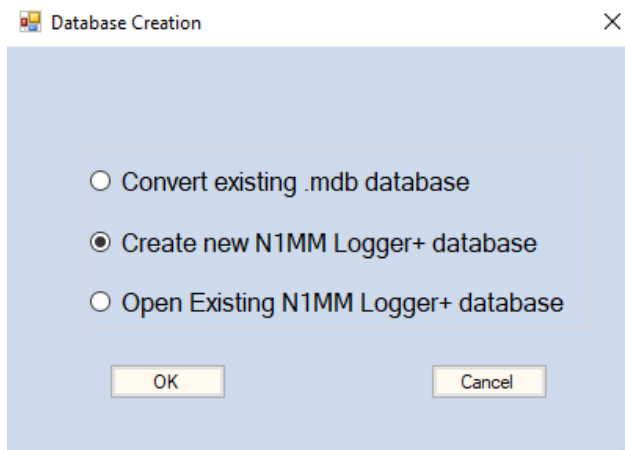 Database Creation
Convert existing .mdb database
Create new N1MM Logger+ database
Open Existing N1MM Logger+ database
OK Cancel